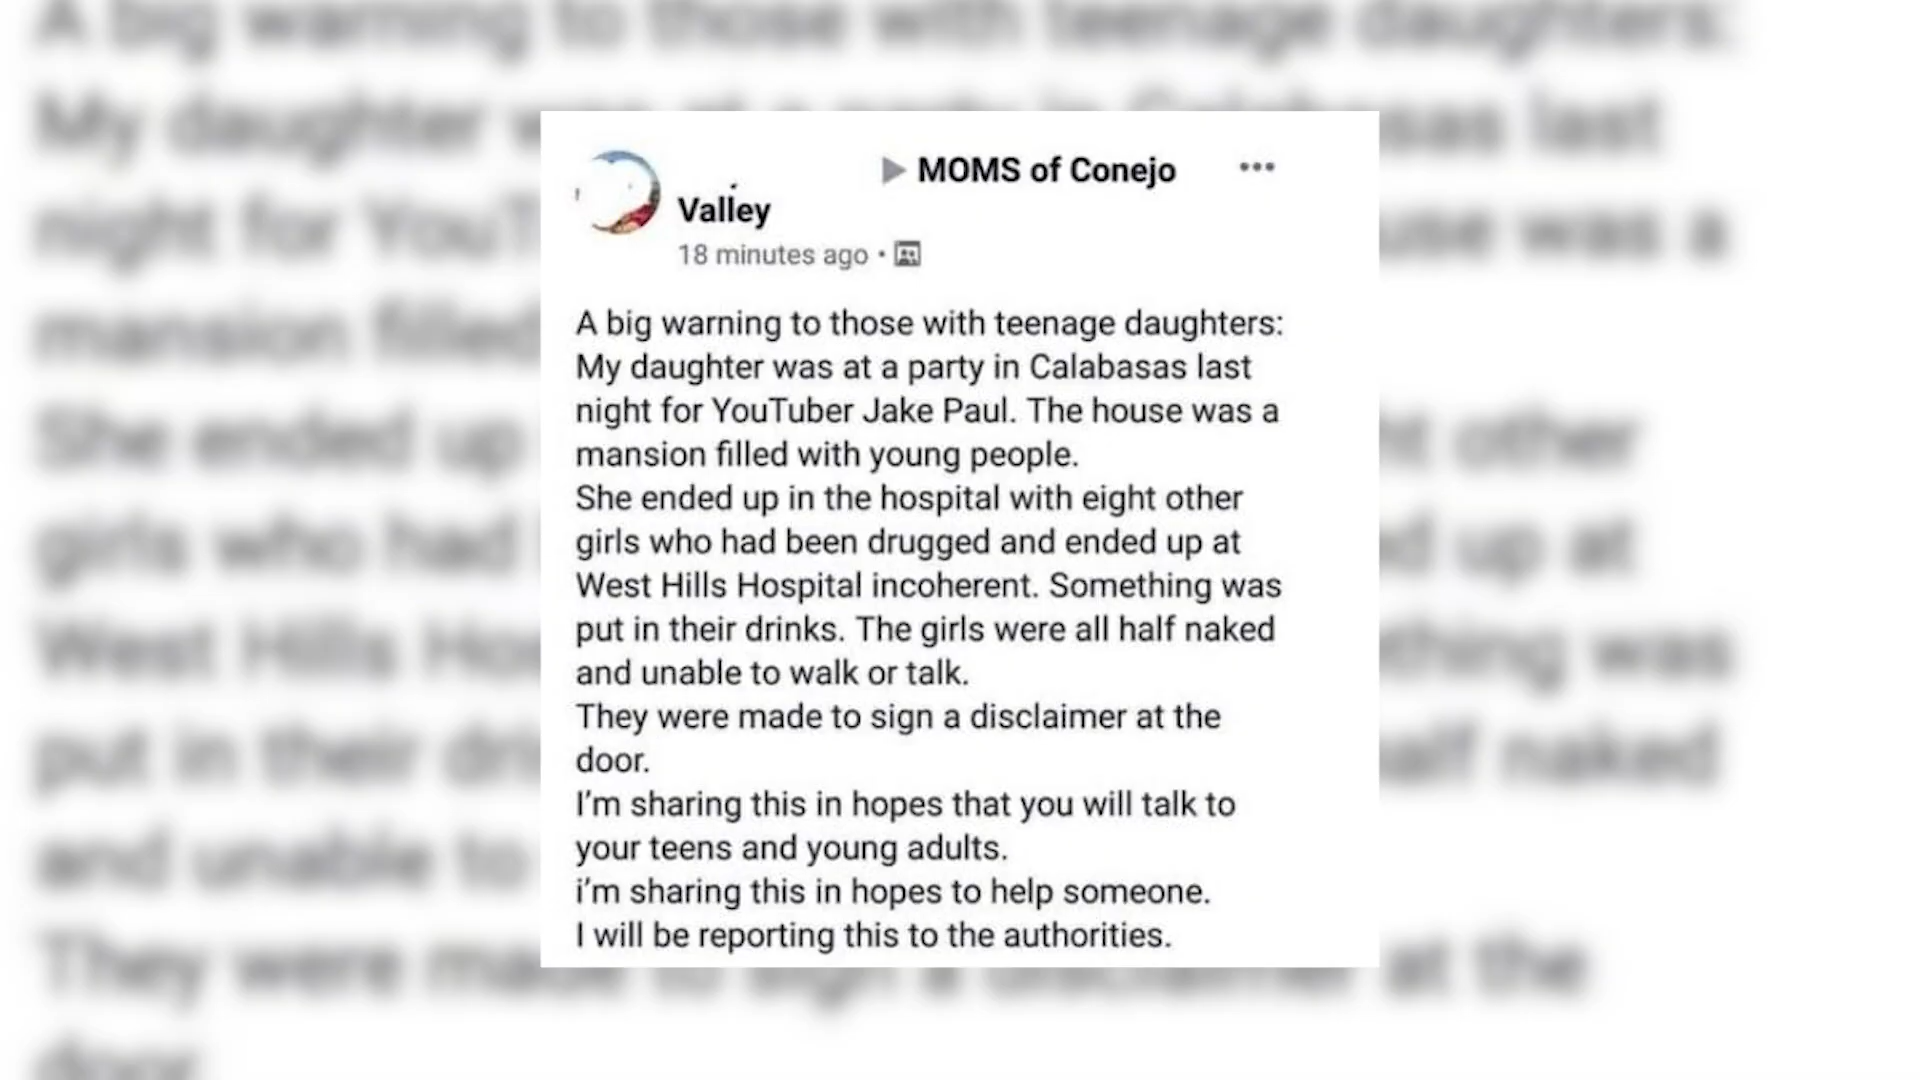 MOMS of Conejo
Valley
18 minutes ago •
A big warning to those with teenage daughters:
My daughter was at a party in Calabasas last
night for YouTuber Jake Paul. The house was a
mansion filled with young people.
She ended up in the hospital with eight other
girls who had been drugged and ended up at
West Hills Hospital incoherent. Something was
put in their drinks. The girls were all half naked
and unable to walk or talk.
They were made to sign a disclaimer at the
door.
I'm sharing this in hopes that you will talk to
your teens and young adults.
i'm sharing this in hopes to help someone.
I will be reporting this to the authorities.